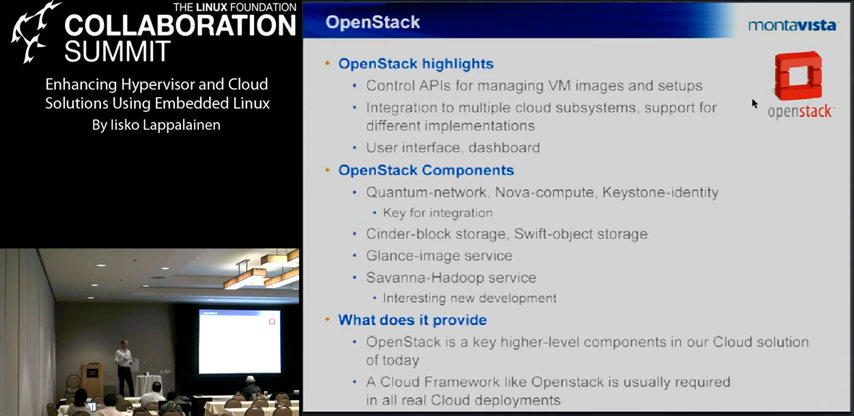 THE LINUX FOUNDATION
COLLABORATION
SUMMIT
Enhancing Hypervisor and Cloud
Solutions Using Embedded Linux
By Iisko Lappalainen
OpenStack
montavista
OpenStack highlights
Control APIs for managing VM images and setups
Integration to multiple cloud subsystems, support for
different implementations
User interface, dashboard
openstack
OpenStack Components
Quantum-network, Nova-compute, Keystone-identity
Key for integration
Cinder-block storage, Swift-object storage
Glance-image service
Savanna-Hadoop service
Interesting new development
What does it provide
OpenStack is a key higher-level components in our Cloud solution
of today
A Cloud Framework like Openstack is usually required
in all real Cloud deployments